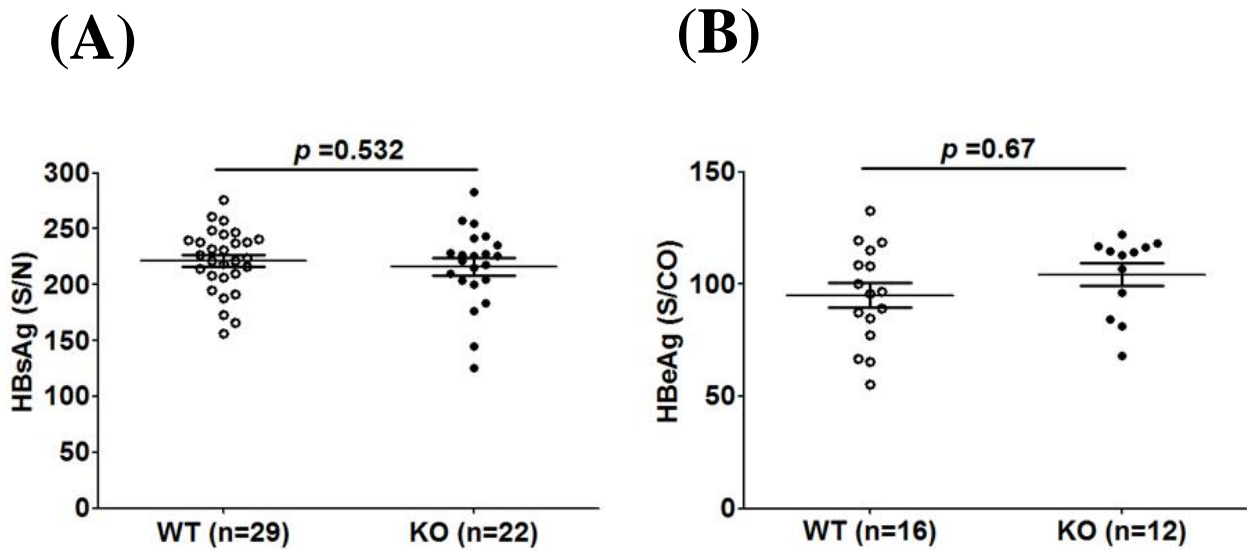 (A)
p =0.532
300
250
200
150
100
50
0
HBsAg (S/N)
WT (n=29)
KO (n=22)
(B)
p =0.67
150
100
50
0
HBeAg (S/CO)
WT (n=16)
KO (n=12)